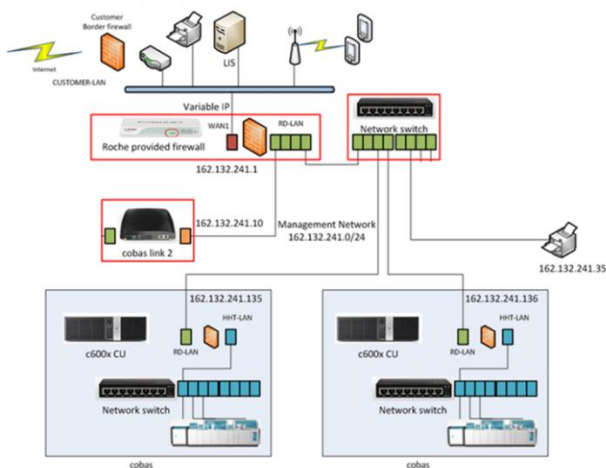 Customer
Border firewall
Internet
CUSTOMER-LAN
LIS
Variable IP
WAN1
RD-LAN
Roche provided firewall
162.132.241.1
Network switch
162.132.241.10
cobas link 2
Management Network
162.132.241.0/24
162.132.241.35
162.132.241.135
HHT-LAN
c600x CU
RD-LAN
Network switch
cobas
162.132.241.136
HHT-LAN
c600x CU
RD-LAN
Network switch
cobas